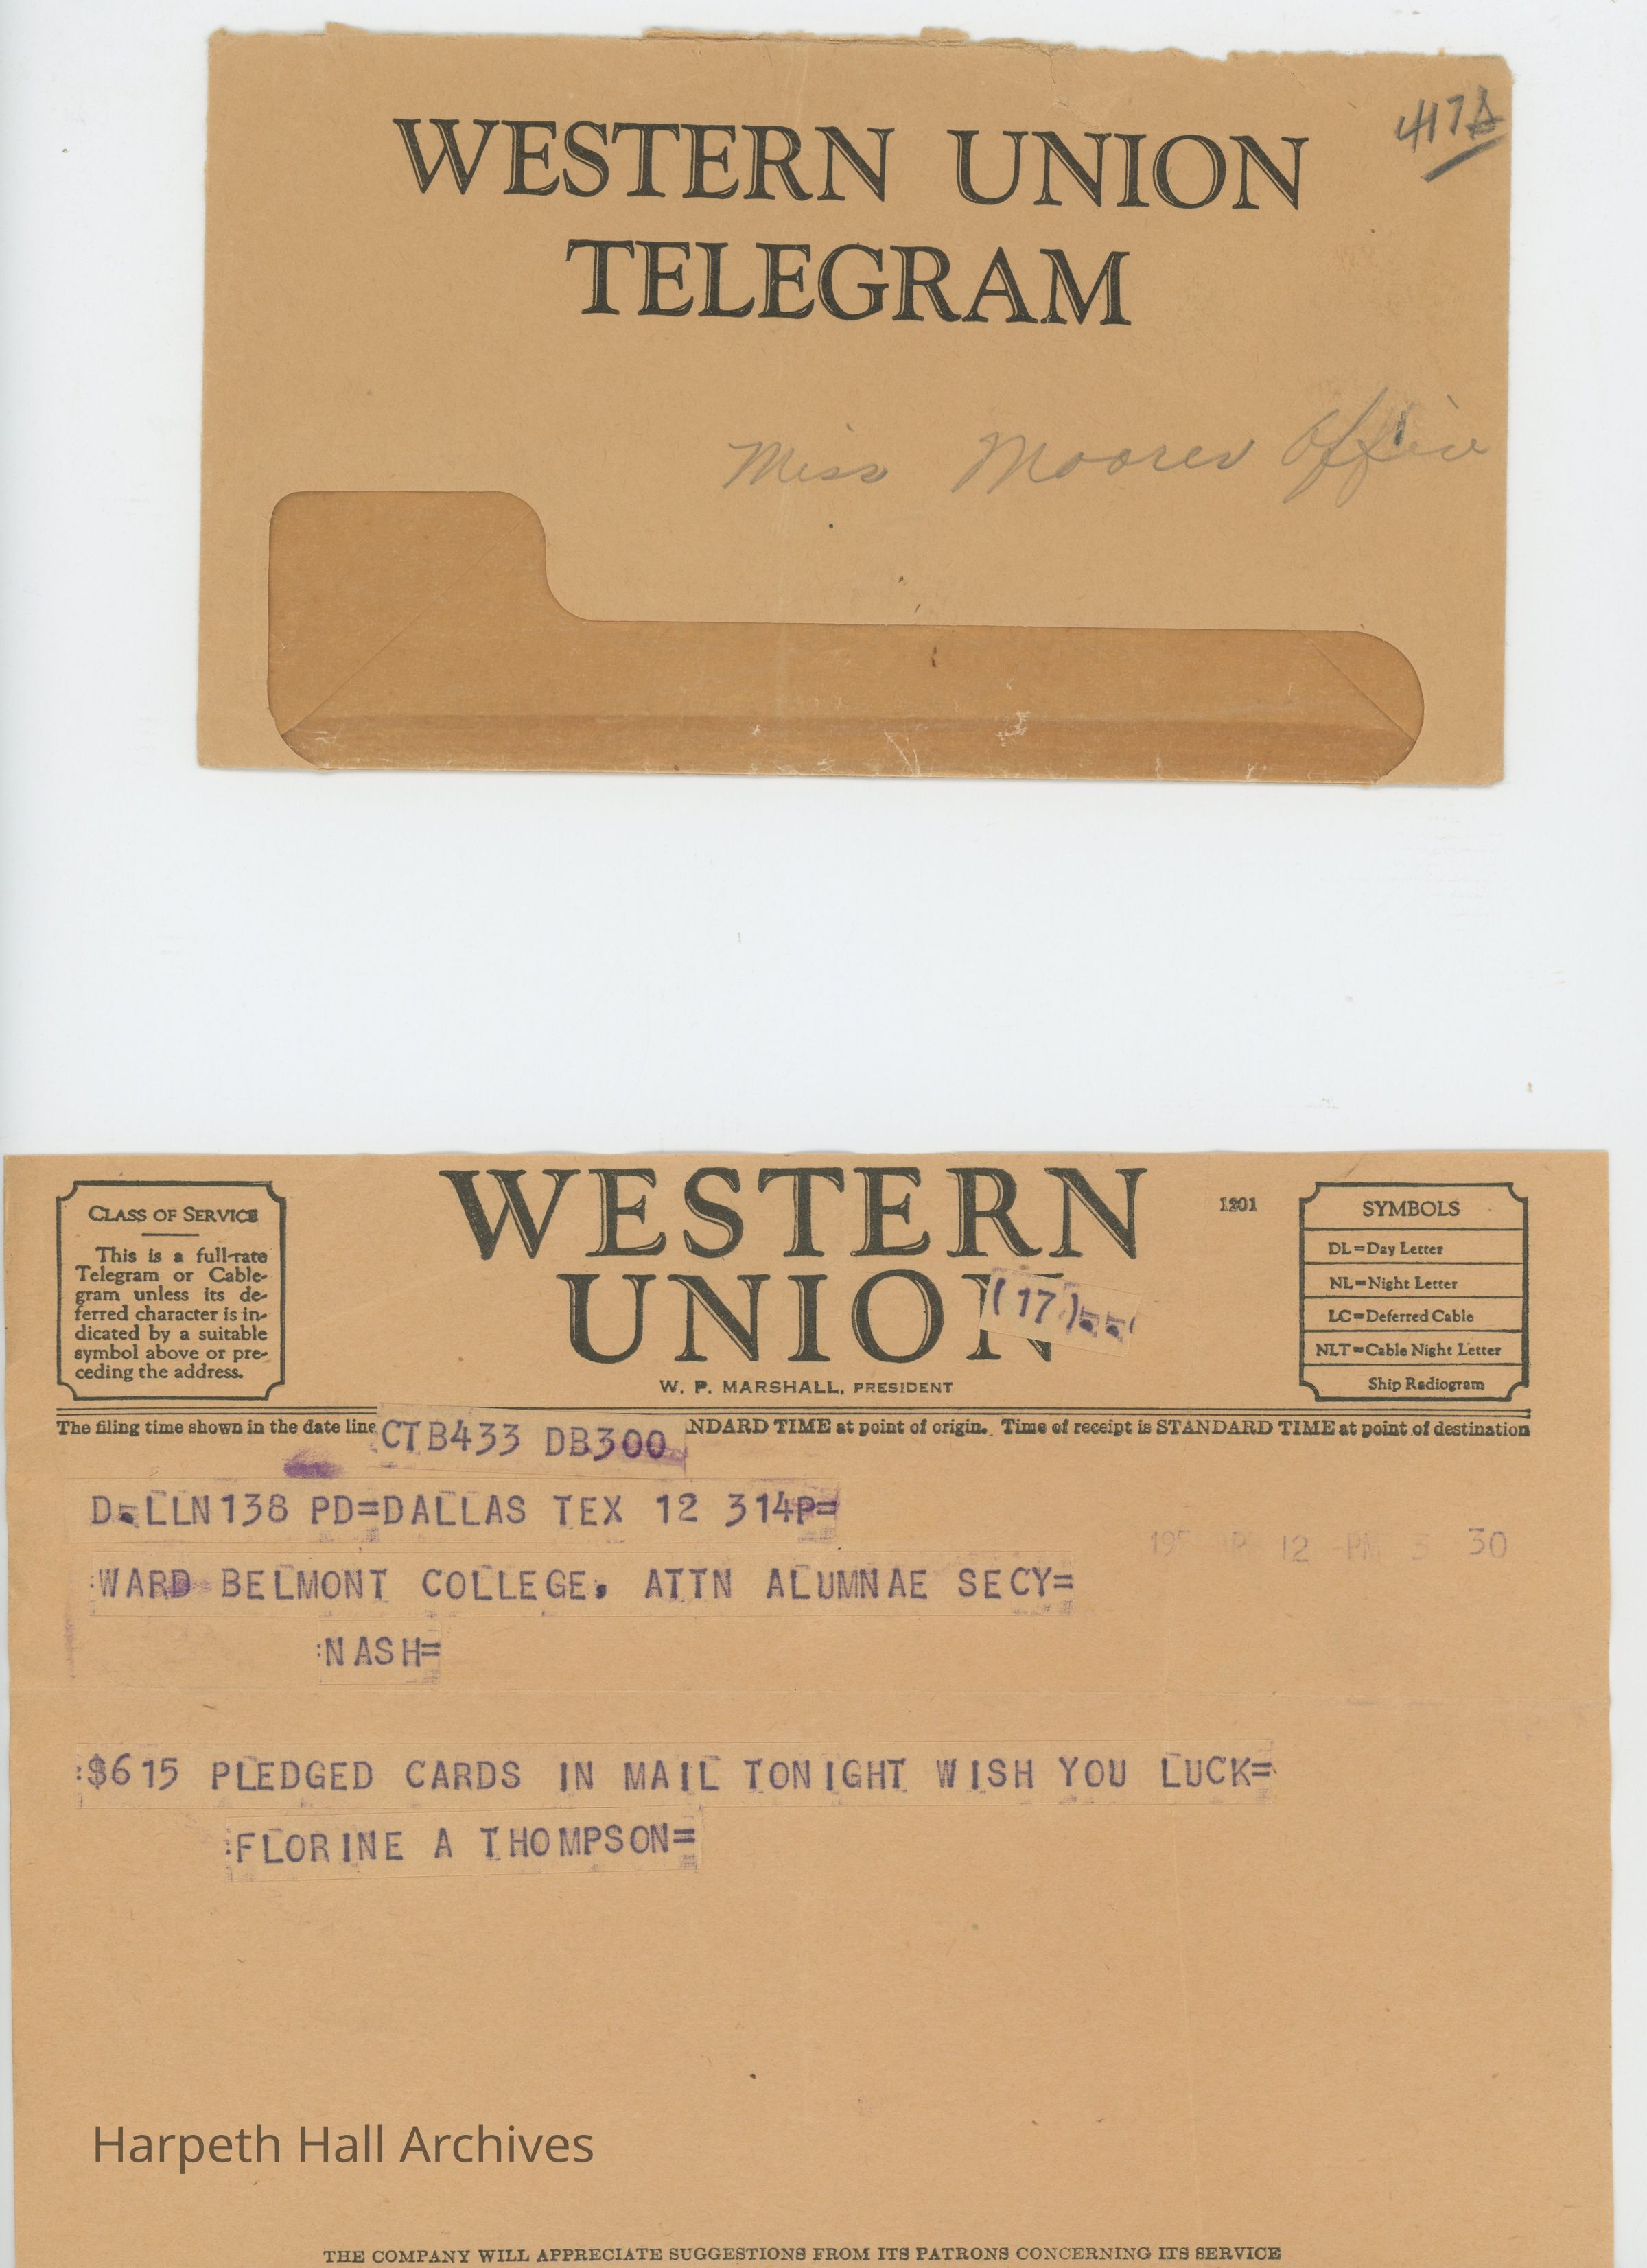 WESTERN UNION
TELEGRAM
Miss Moores Office
CLASS OF SERVICE
This is a full-rate
Telegram or Cable-
gram unless its de-
ferred character is in-
dicated by a suitable
symbol above or pre-
ceding the address.
WESTERN
UNION
(17)
W. P. MARSHALL, PRESIDENT
1201
SYMBOLS
DL=Day Letter
NL=Night Letter
LC=Deferred Cable
NLT=Cable Night Letter
Ship Radiogram
The filing time shown in the date line CTB433 DB300 NDARD TIME at point of origin. Time of receipt is STANDARD TIME at point of destination
LLN138 PD=DALLAS TEX 12 314P=
12 PM 3 30
:WARD BELMONT COLLEGE, ATTN ALUMNAE SECY=
:NASH=
:$615 PLEDGED CARDS IN MAIL TONIGHT WISH YOU LUCK=
:FLORINE A THOMPSON=
Harpeth Hall Archives
THE COMPANY WILL APPRECIATE SUGGESTIONS FROM ITS PATRONS CONCERNING ITS SERVICE